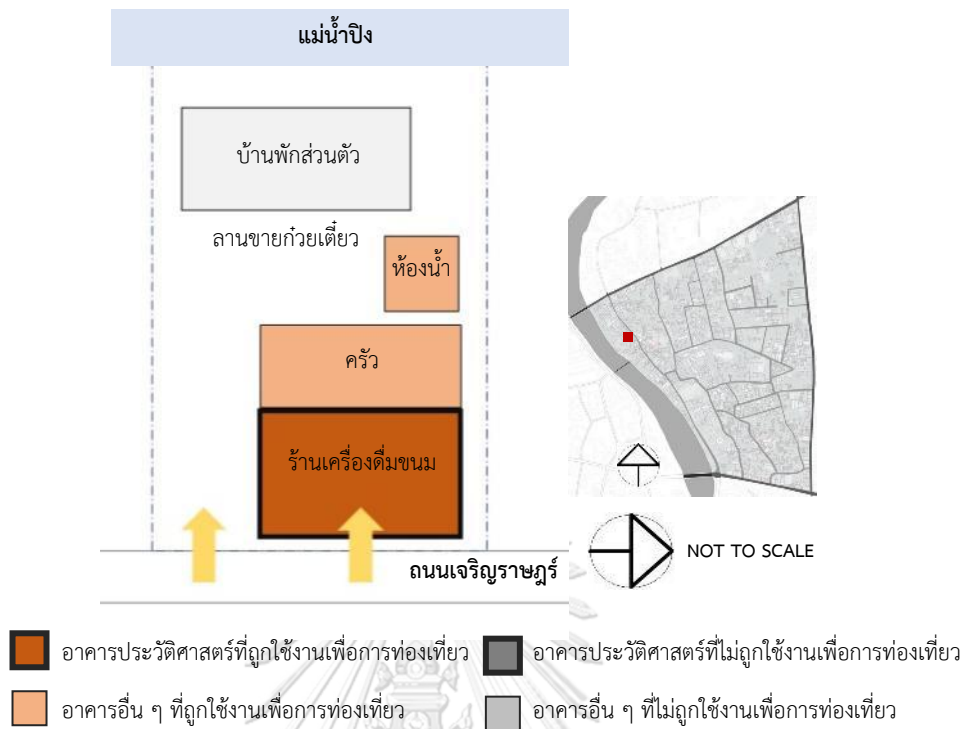 แม่น้ำปิง
บ้านพักส่วนตัว
ลานขายก๋วยเตี๋ยว
ห้องน้ำ
ครัว
ร้านเครื่องดื่มขนม
ถนนเจริญราษฎร์
NOT TO SCALE
อาคารประวัติศาสตร์ที่ถูกใช้งานเพื่อการท่องเที่ยว
อาคารประวัติศาสตร์ที่ไม่ถูกใช้งานเพื่อการท่องเที่ยว
อาคารอื่น ๆ ที่ถูกใช้งานเพื่อการท่องเที่ยว
อาคารอื่น ๆ ที่ไม่ถูกใช้งานเพื่อการท่องเที่ยว